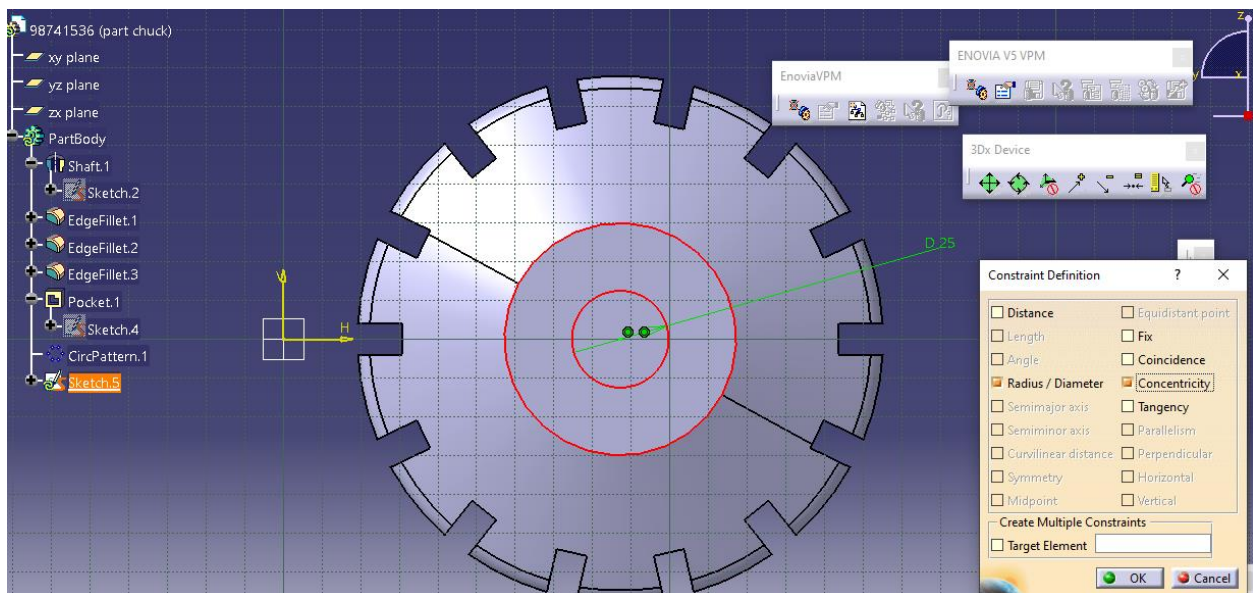 98741536 (part chuck)
xy plane
yz plane
zx plane
PartBody
Shaft.1
Sketch.2
EdgeFillet.1
EdgeFillet.2
EdgeFillet.3
Pocket.1
Sketch.4
CircPattern.1
Sketch.5
V
H
D 25
EnoviaVPM
ENOVIA V5 VPM
3Dx Device
z
y
x
Constraint Definition ? X
Distance Equidistant point
Length Fix
Angle Coincidence
Radius / Diameter Concentricity
Semimajor axis Tangency
Semiminor axis Parallelism
Curvilinear distance Perpendicular
Symmetry Horizontal
Midpoint Vertical
Create Multiple Constraints
Target Element
OK Cancel